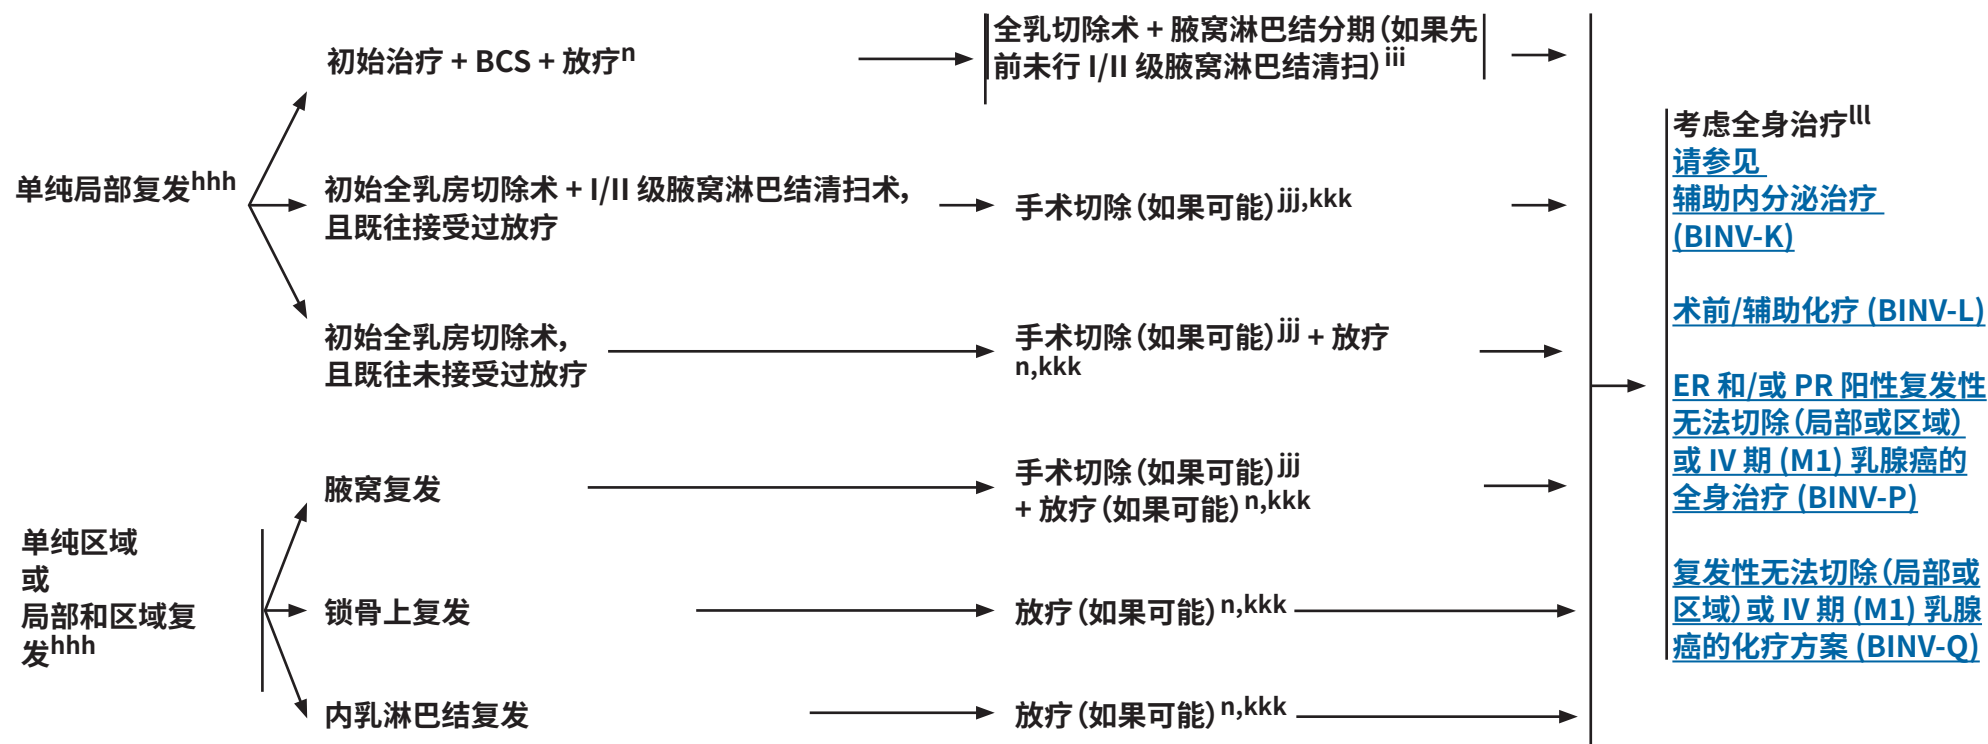 初始治疗 + BCS + 放疗n
全乳切除术 + 腋窝淋巴结分期（如果先
前未行 I/II 级腋窝淋巴结清扫）iii
单纯局部复发hhh
初始全乳房切除术 + I/II 级腋窝淋巴结清扫术，
且既往接受过放疗
手术切除（如果可能）jjj,kkk
初始全乳房切除术，
且既往未接受过放疗
手术切除（如果可能）jjj + 放疗
n,kkk
单纯区域
或
局部和区域复
发hhh
腋窝复发
手术切除（如果可能）jjj
+ 放疗（如果可能）n,kkk
锁骨上复发
放疗（如果可能）n,kkk
内乳淋巴结复发
放疗（如果可能）n,kkk
考虑全身治疗lll
请参见
辅助内分泌治疗
(BINV-K)
术前/辅助化疗 (BINV-L)
ER 和/或 PR 阳性复发性
无法切除（局部或区域）
或 IV 期 (M1) 乳腺癌的
全身治疗 (BINV-P)
复发性无法切除（局部或
区域）或 IV 期 (M1) 乳腺
癌的化疗方案 (BINV-Q)